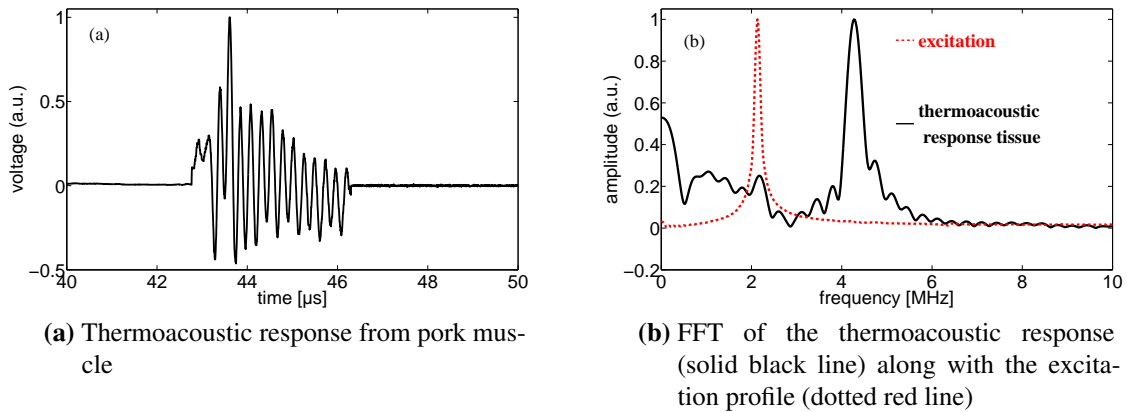 (a)
1
0.5
0
−0.5
voltage (a.u.)
40 42 44 46 48 50
time [µs]
(a) Thermoacoustic response from pork mus-
cle
(b)
1
0.8
0.6
0.4
0.2
0
−0.2
amplitude (a.u.)
excitation
thermoacoustic
response tissue
0 2 4 6 8 10
frequency [MHz]
(b) FFT of the thermoacoustic response
(solid black line) along with the excita-
tion profile (dotted red line)